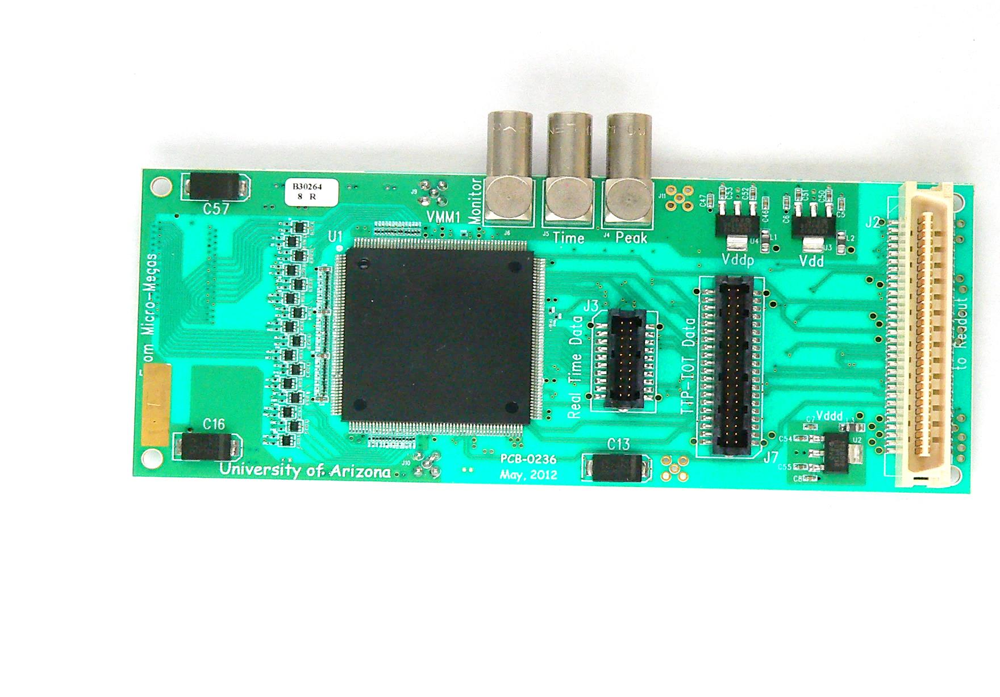 C57
B30264
8 R
J9
VMM1
Monitor
J6
J5
Time
J4
Peak
J11
C47
C53
C52
C46
U4
L1
Vddp
C6
C51
C50
C5
U3
L2
Vdd
J2
U1
om Micro-Megas
J3
Real Time Data
TTP-IOT Data
to Readout
C16
University of Arizona
J10
PCB-0236
May, 2012
C13
J7
Vddd
C7
L3
C54
U2
C55
C8